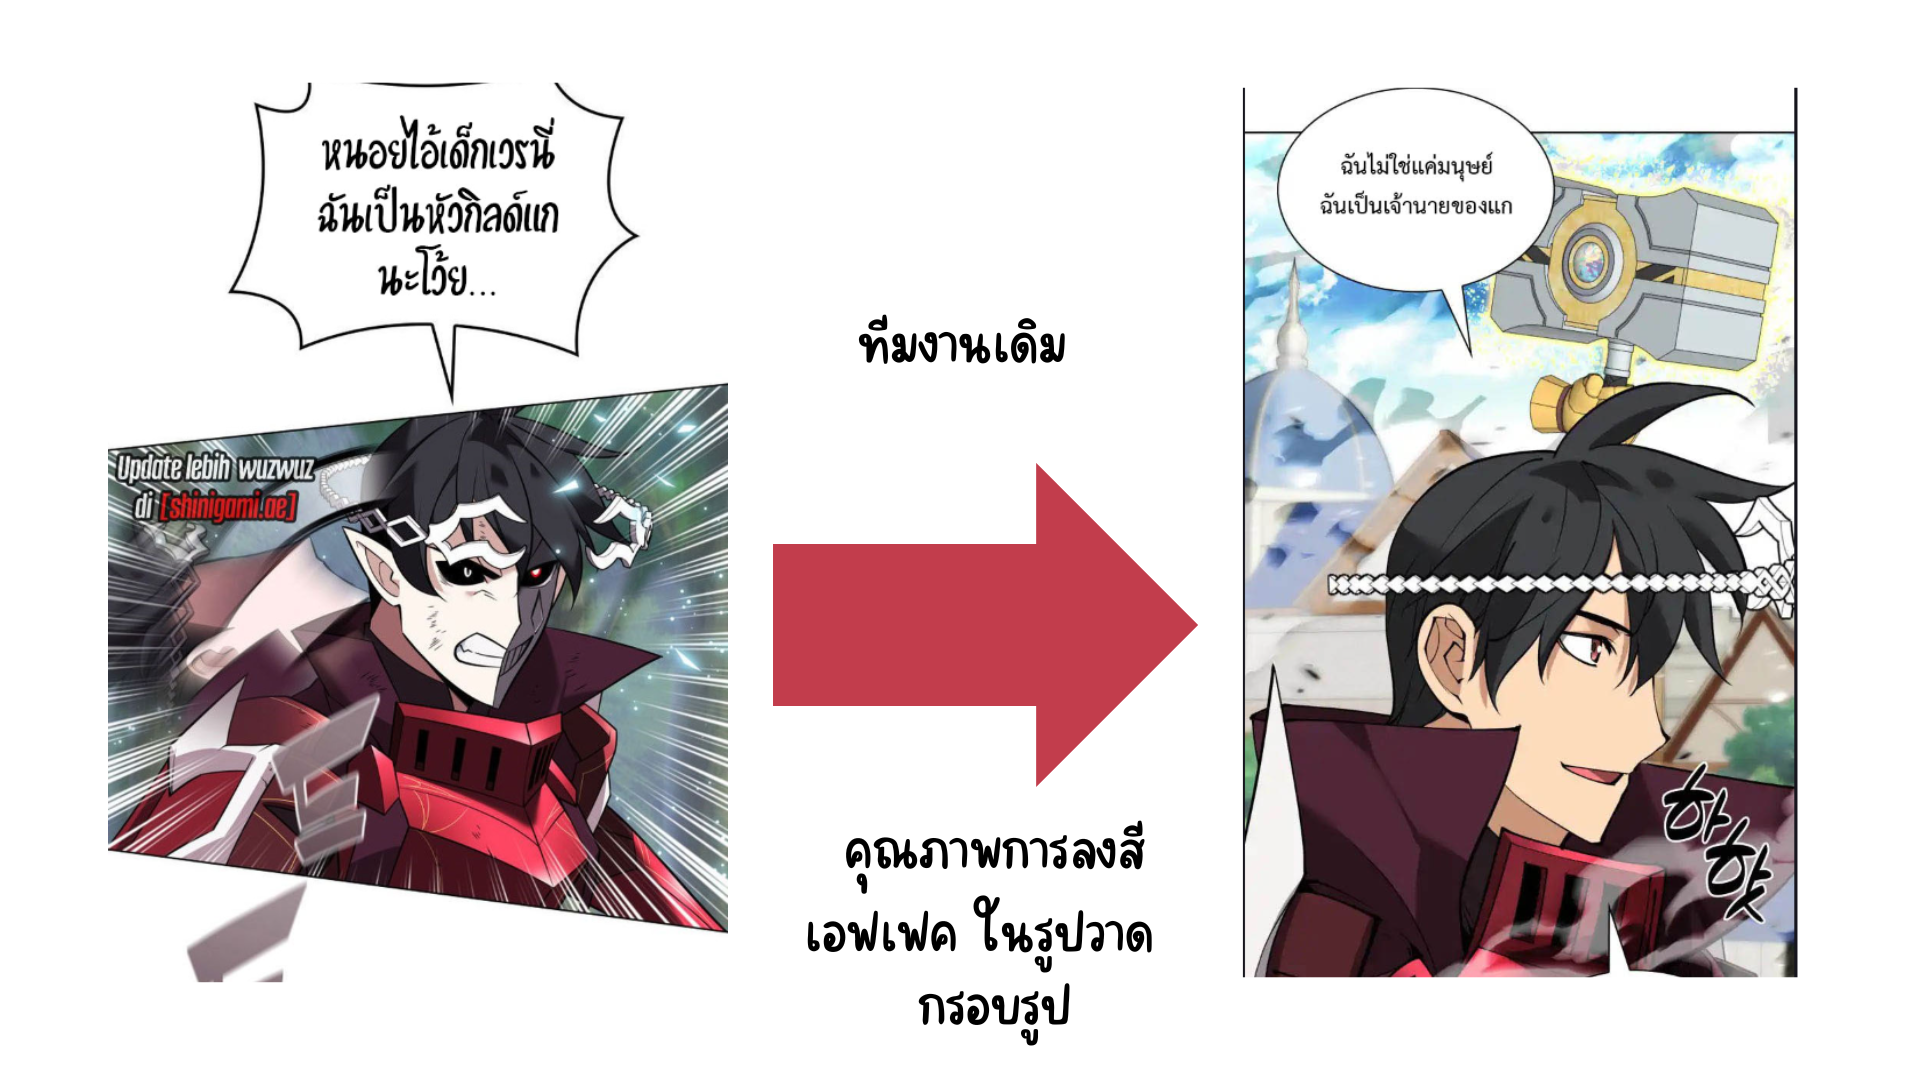 หนอยไอ้เด็กเวรนี่
ฉันเป็นหัวกิลด์แก
นะโว้ย...
Update lebih wuzwuz
di [shinigami.ae]
ทีมงานเดิม
คุณภาพการลงสี
เอฟเฟค ในรูปวาด
กรอบรูป
ฉันไม่ใช่แค่มนุษย์
ฉันเป็นเจ้านายของแก
하
핫